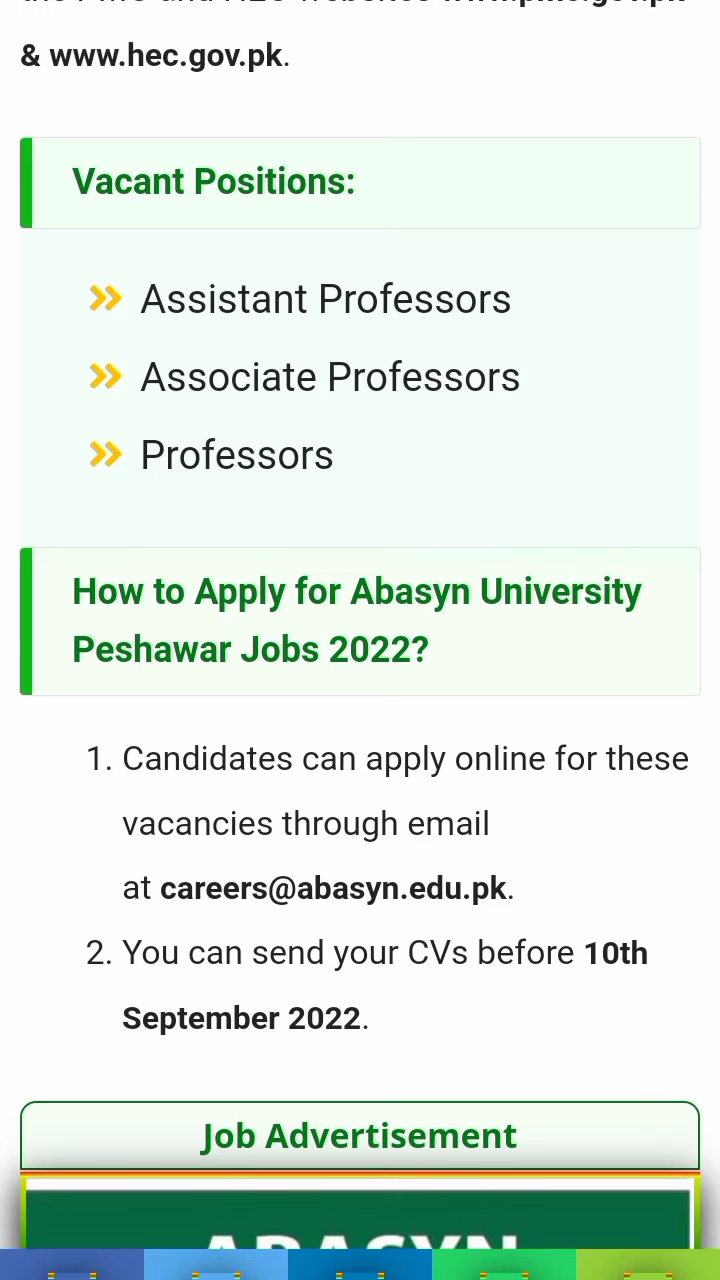 & www.hec.gov.pk.
Vacant Positions:
Assistant Professors
Associate Professors
Professors
How to Apply for Abasyn University
Peshawar Jobs 2022?
1. Candidates can apply online for these
vacancies through email
at careers@abasyn.edu.pk.
2. You can send your CVs before 10th
September 2022.
Job Advertisement
ABASYN